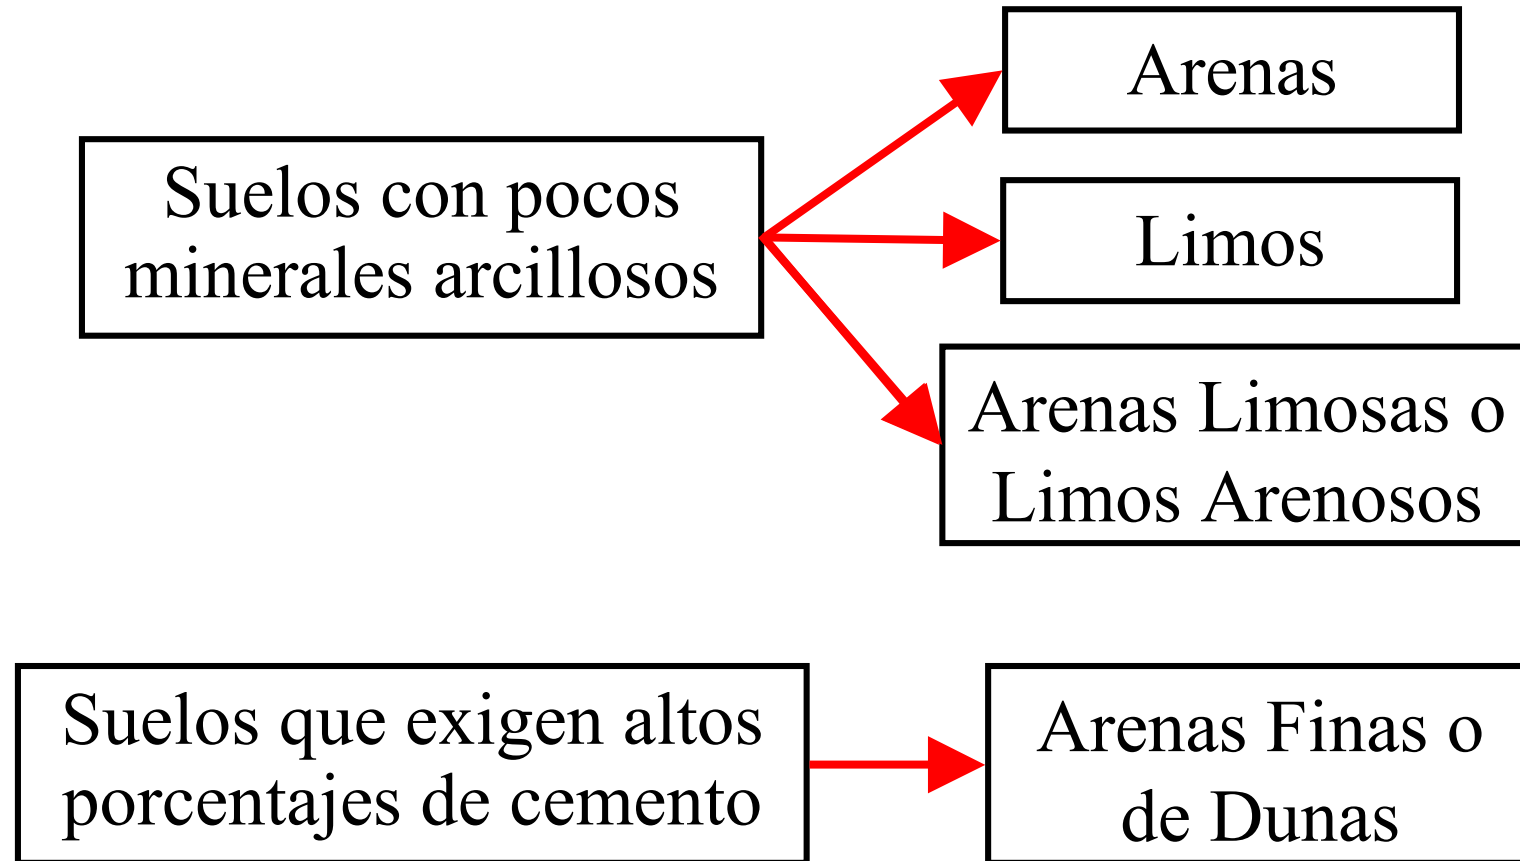 Suelos con pocos
minerales arcillosos
Arenas
Limos
Arenas Limosas o
Limos Arenosos
Suelos que exigen altos
porcentajes de cemento
Arenas Finas o
de Dunas